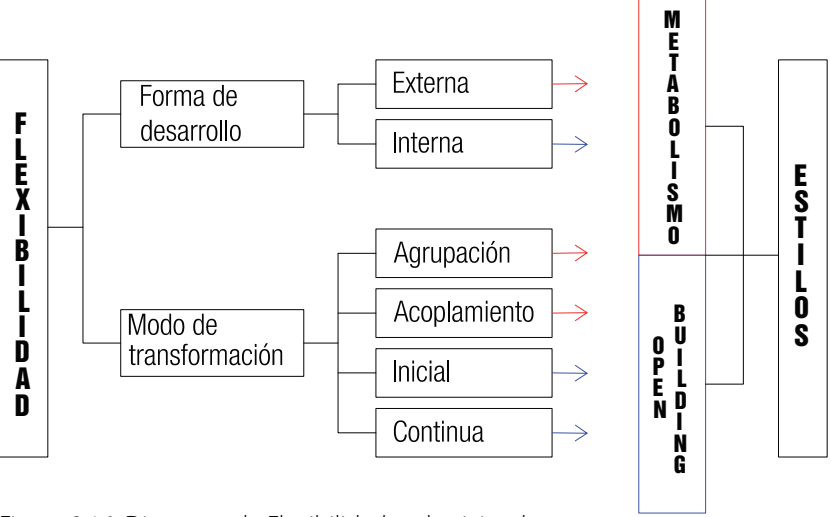 FLEXIBILIDAD
Forma de
desarrollo
Externa
Interna
Modo de
transformación
Agrupación
Acoplamiento
Inicial
Continua
METABOLISMO
OPEN
BUILDING
ESTILOS